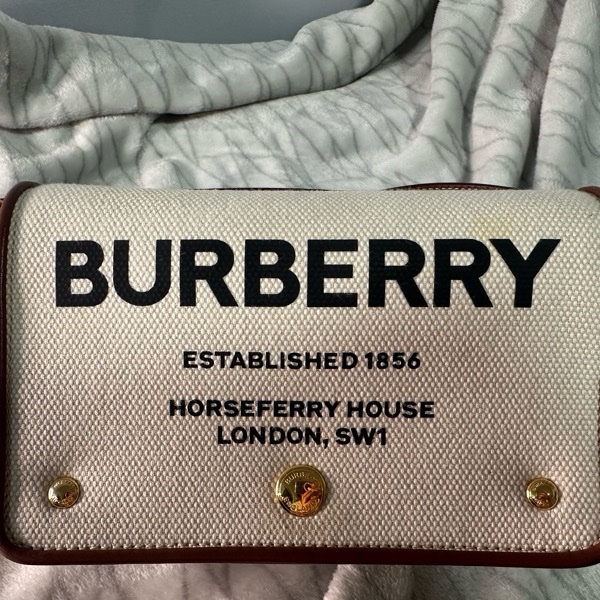 BURBERRY
ESTABLISHED 1856
HORSEFERRY HOUSE
LONDON, SW1